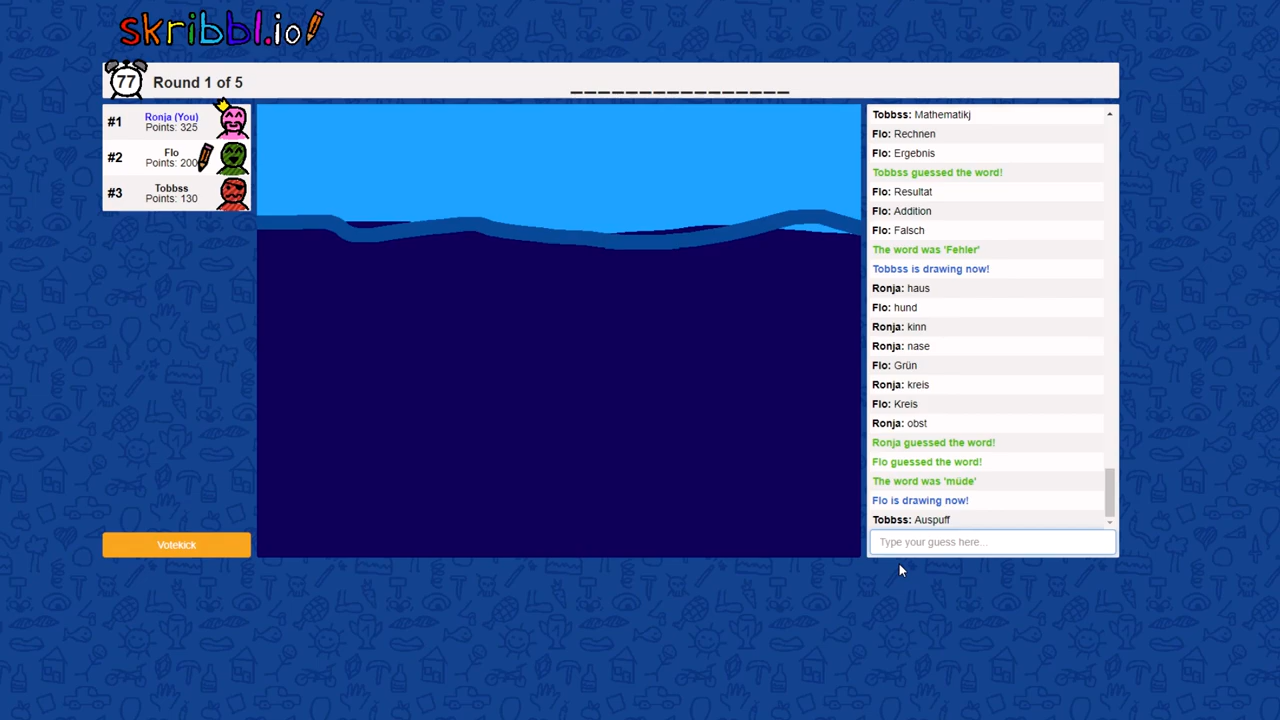 skribbl.io
77
Round 1 of 5
________________
#1
Ronja (You)
Points: 325
#2
Flo
Points: 200
#3
Tobbss
Points: 130
Votekick
Tobbss: Mathematikj
Flo: Rechnen
Flo: Ergebnis
Tobbss guessed the word!
Flo: Resultat
Flo: Addition
Flo: Falsch
The word was 'Fehler'
Tobbss is drawing now!
Ronja: haus
Flo: hund
Ronja: kinn
Ronja: nase
Flo: Grün
Ronja: kreis
Flo: Kreis
Ronja: obst
Ronja guessed the word!
Flo guessed the word!
The word was 'müde'
Flo is drawing now!
Tobbss: Auspuff
Type your guess here...